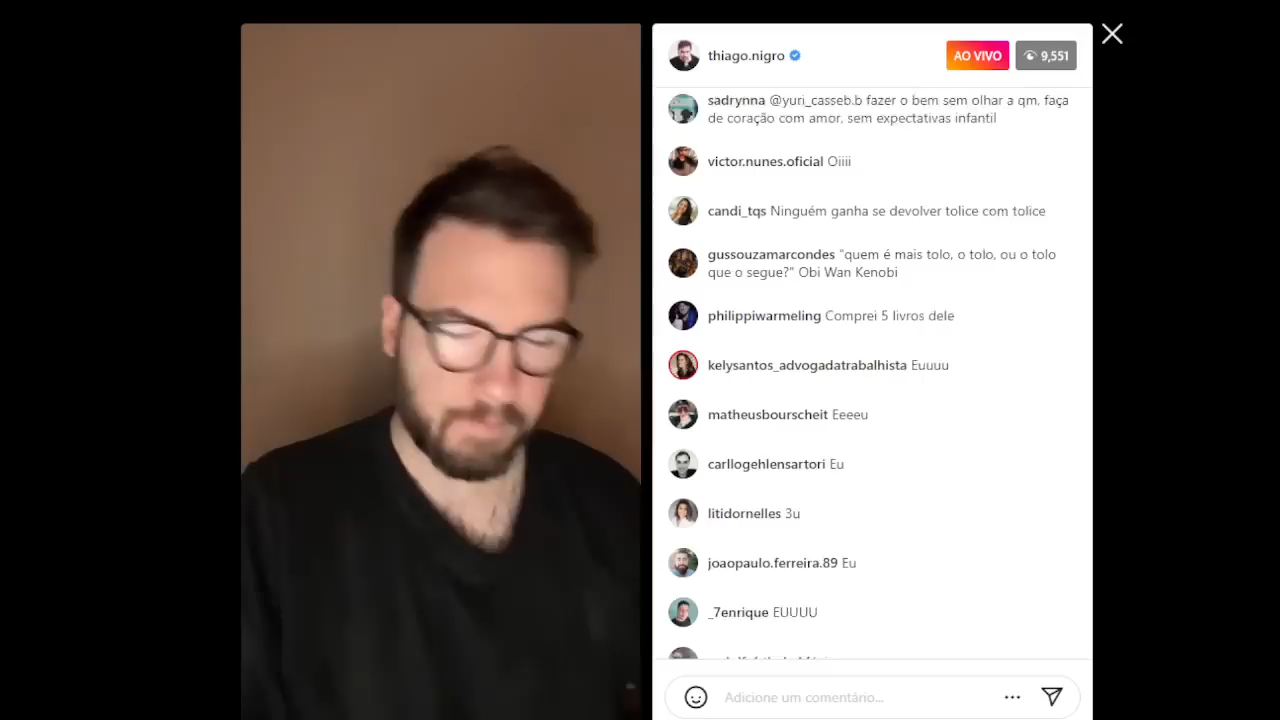 thiago.nigro
AO VIVO
9,551
sadrynna @yuri_casseb.b fazer o bem sem olhar a qm, faça
de coração com amor, sem expectativas infantil
victor.nunes.oficial Oiiii
candi_tqs Ninguém ganha se devolver tolice com tolice
gussouzamarcondes "quem é mais tolo, o tolo, ou o tolo
que o segue?" Obi Wan Kenobi
philippiwarmeling Comprei 5 livros dele
kelysantos_advogadatrabalhista Euuuu
matheusbourscheit Eeeeu
carllogehlensartori Eu
litidornelles 3u
joaopaulo.ferreira.89 Eu
_7enrique EUUUU
Adicione um comentário...